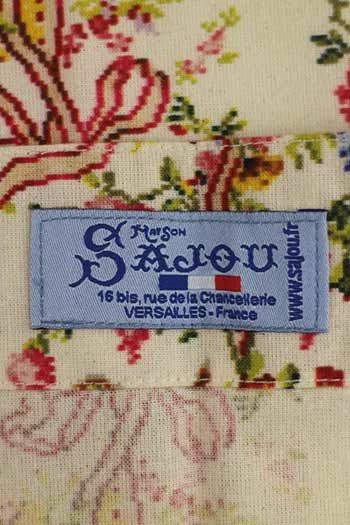 MAISON
SAJOU
16 bis, rue de la Chancellerie
VERSAILLES - France
www.sajou.fr